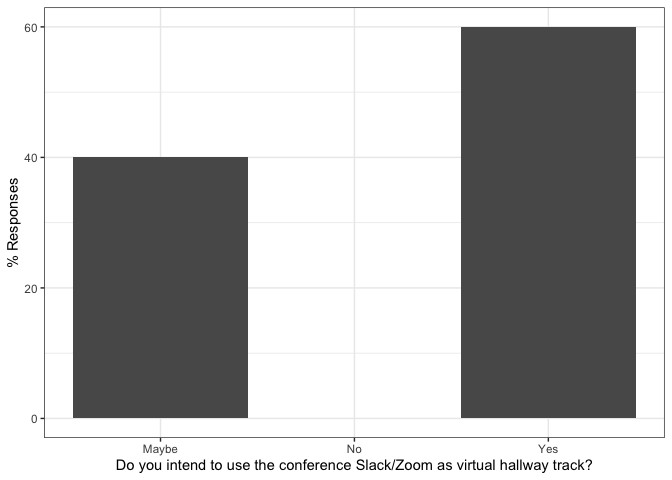 60
40
20
0
% Responses
Maybe No Yes
Do you intend to use the conference Slack/Zoom as virtual hallway track?